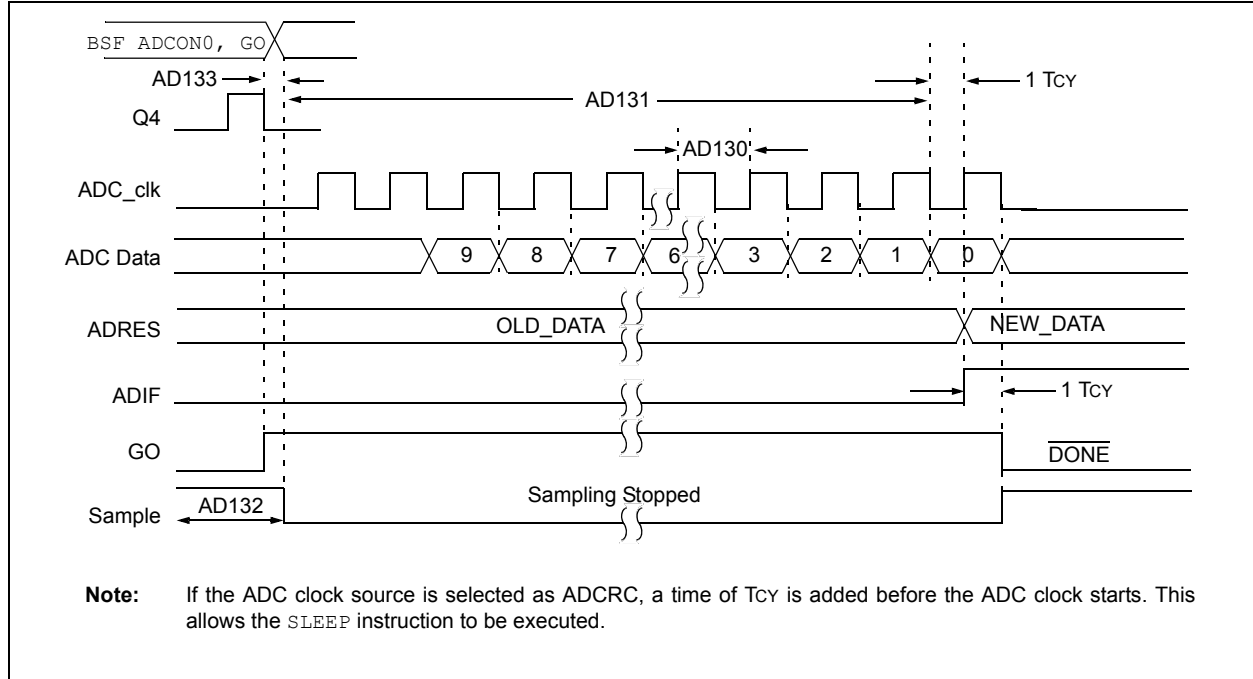 BSF ADCON0, GO
AD133
1 TCY
AD131
Q4
AD130
ADC_clk
ADC Data
9
8
7
6
3
2
1
0
ADRES
OLD_DATA
NEW_DATA
ADIF
1 TCY
GO
DONE
Sample
AD132
Sampling Stopped
Note: If the ADC clock source is selected as ADCRC, a time of TCY is added before the ADC clock starts. This
allows the SLEEP instruction to be executed.